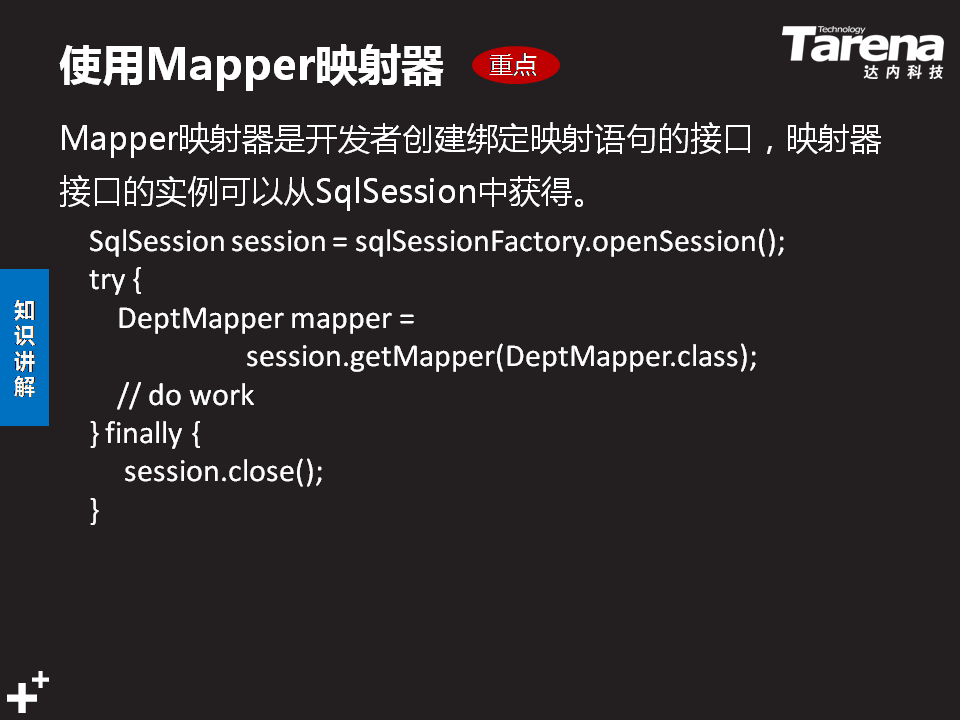 使用Mapper映射器
重点
Technology
Tarena
达内科技
Mapper映射器是开发者创建绑定映射语句的接口，映射器
接口的实例可以从SqlSession中获得。
SqlSession session = sqlSessionFactory.openSession();
try {
DeptMapper mapper =
session.getMapper(DeptMapper.class);
// do work
} finally {
session.close();
}
知识讲解